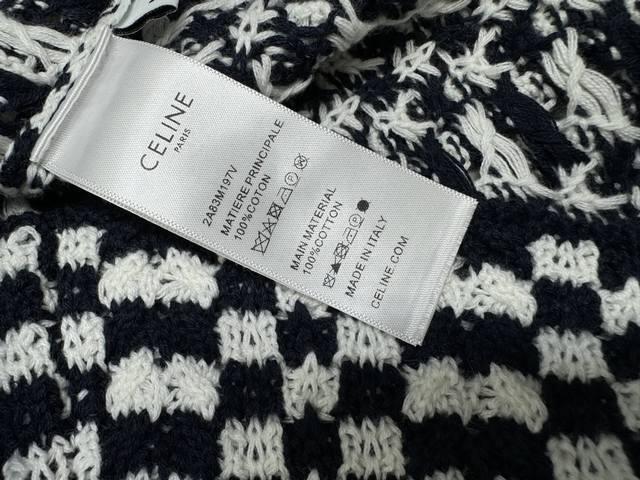 CELINE
PARIS
2A83M197V
MATIERE PRINCIPALE
100%COTON
MAIN MATERIAL
100%COTTON
MADE IN ITALY
CELINE.COM